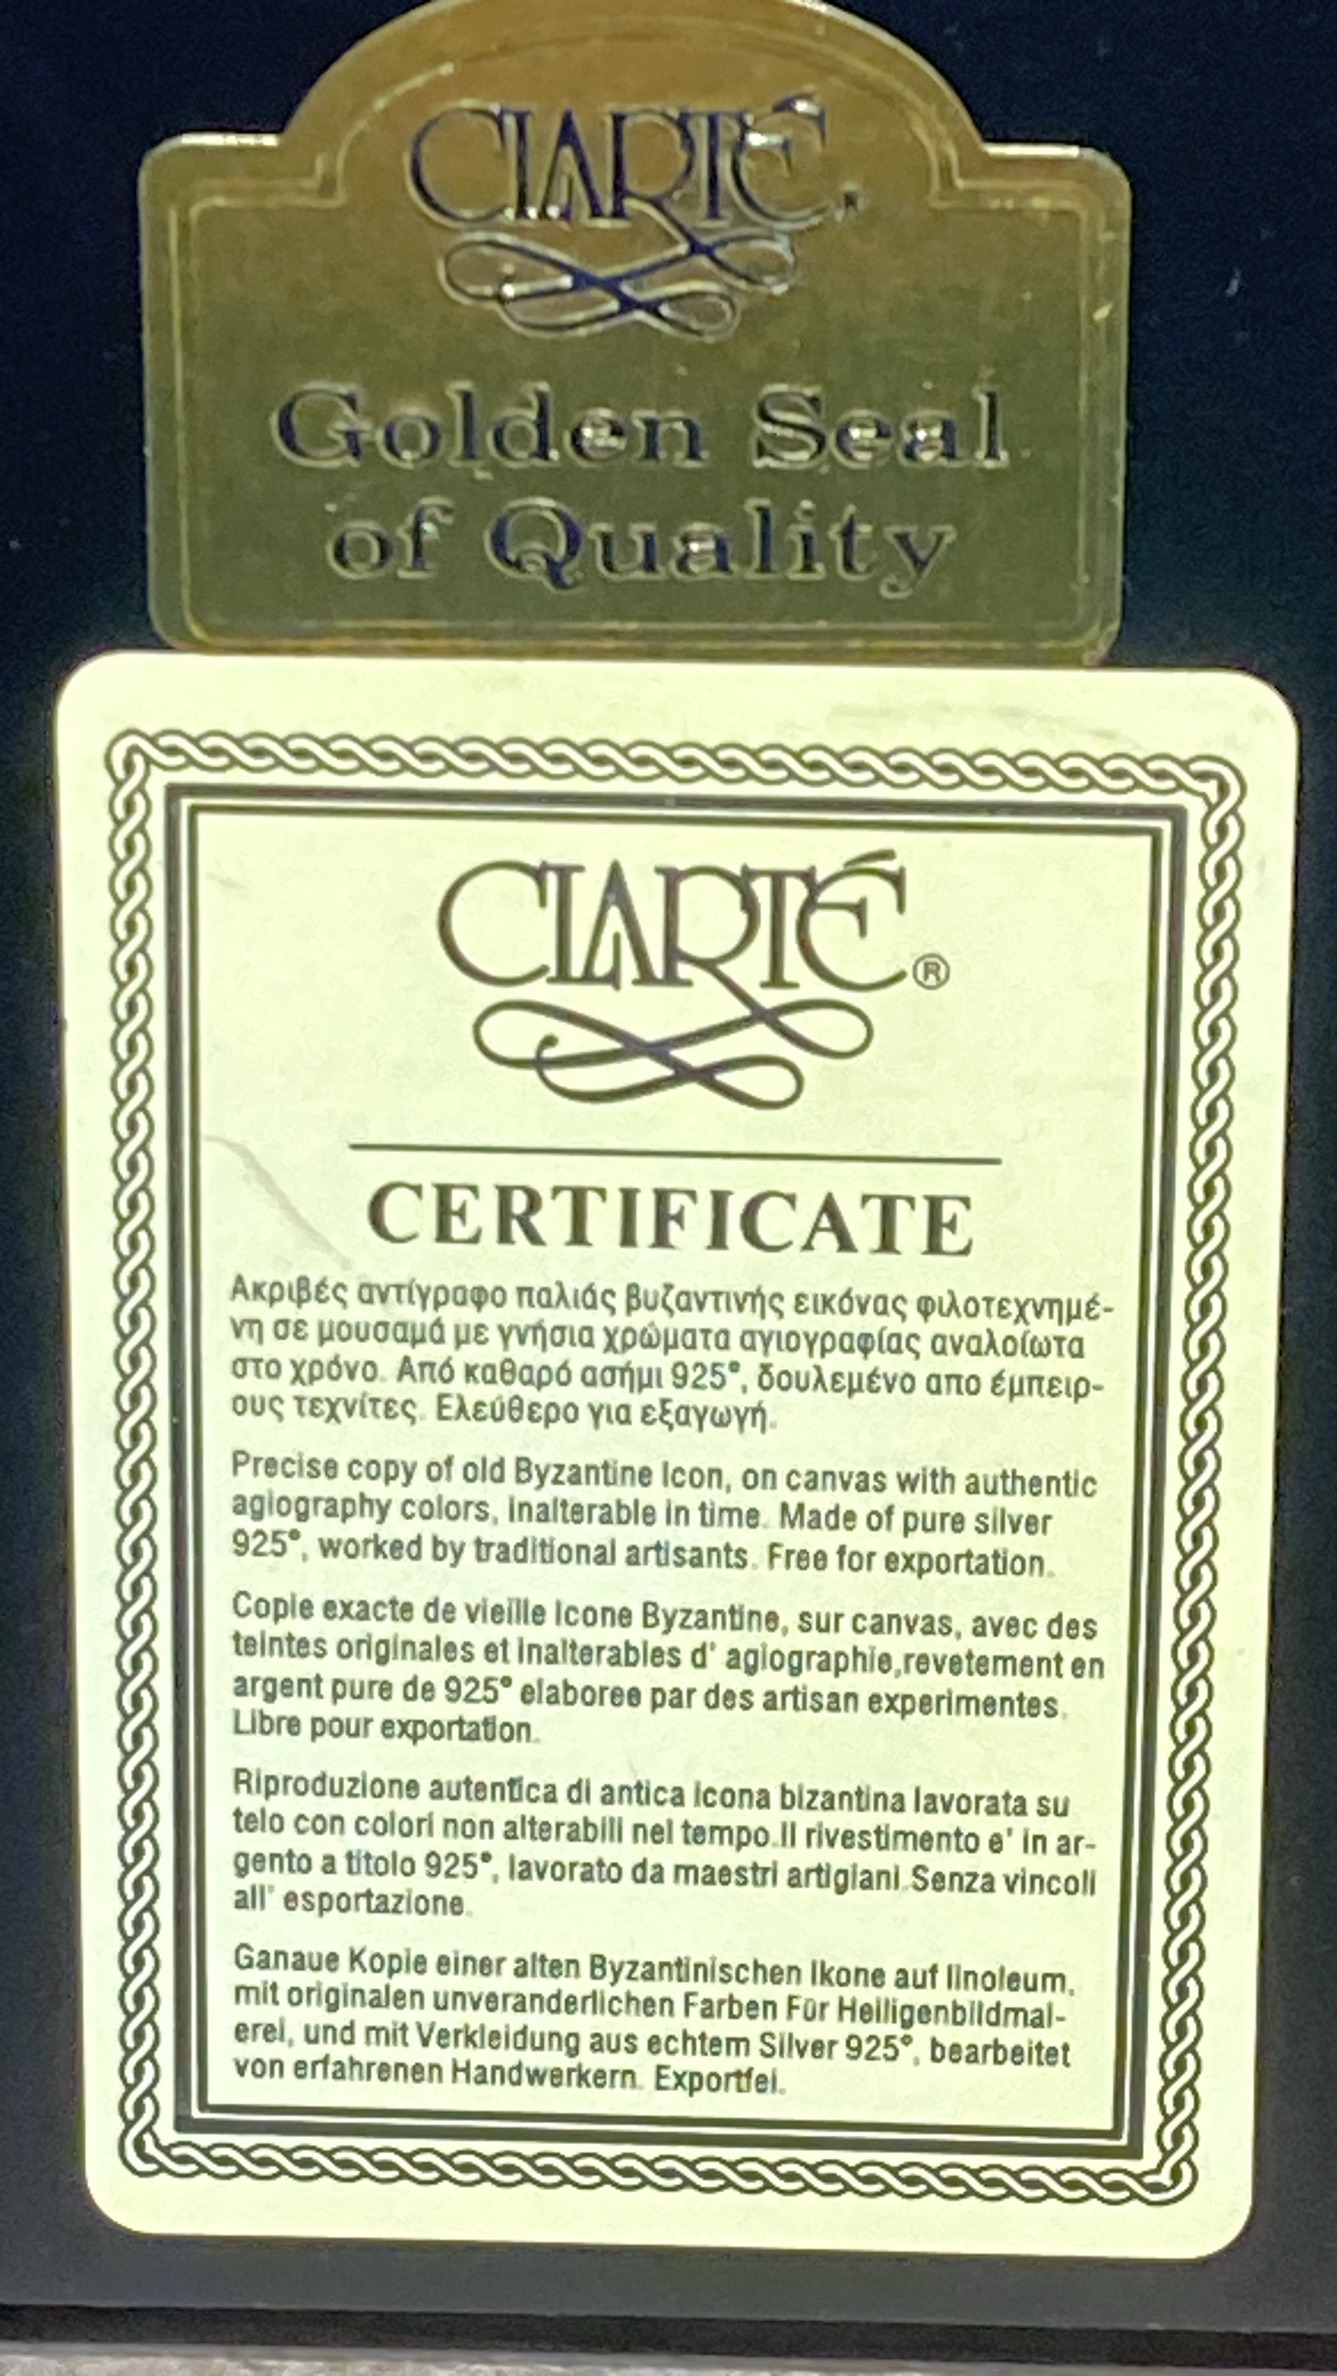 CLARTÉ®
Golden Seal
of Quality
CLARTÉ®
CERTIFICATE
Ακριβές αντίγραφο παλιάς βυζαντινής εικόνας φιλοτεχνημέ-
νη σε μουσαμά με γνήσια χρώματα αγιογραφίας αναλοίωτα
στο χρόνο. Από καθαρό ασήμι 925°, δουλεμένο απο έμπειρ-
ους τεχνίτες. Ελεύθερο για εξαγωγή.
Precise copy of old Byzantine Icon, on canvas with authentic
agiography colors, inalterable in time. Made of pure silver
925°, worked by traditional artisants. Free for exportation.
Copie exacte de vieille Icone Byzantine, sur canvas, avec des
teintes originales et inalterables d' agiographie,revetement en
argent pure de 925° elaboree par des artisan experimentes.
Libre pour exportation.
Riproduzione autentica di antica icona bizantina lavorata su
telo con colori non alterabili nel tempo.Il rivestimento e' in ar-
gento a titolo 925°, lavorato da maestri artigiani.Senza vincoli
all' esportazione.
Ganaue Kopie einer alten Byzantinischen Ikone auf linoleum,
mit originalen unveranderlichen Farben Für Heiligenbildmal-
erei, und mit Verkleidung aus echtem Silver 925°, bearbeitet
von erfahrenen Handwerkern. Exportfei.